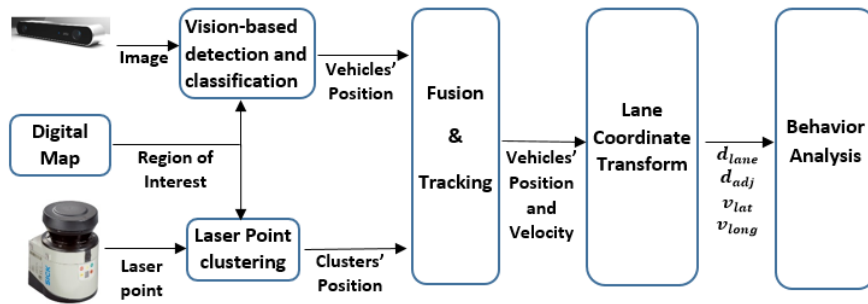 Image
Vision-based
detection and
classification
Vehicles'
Position
Digital
Map
Region of
Interest
SICK
Laser
point
Laser Point
clustering
Clusters'
Position
Fusion
&
Tracking
Vehicles'
Position
and
Velocity
Lane
Coordinate
Transform
d_lane
d_adj
v_lat
v_long
Behavior
Analysis